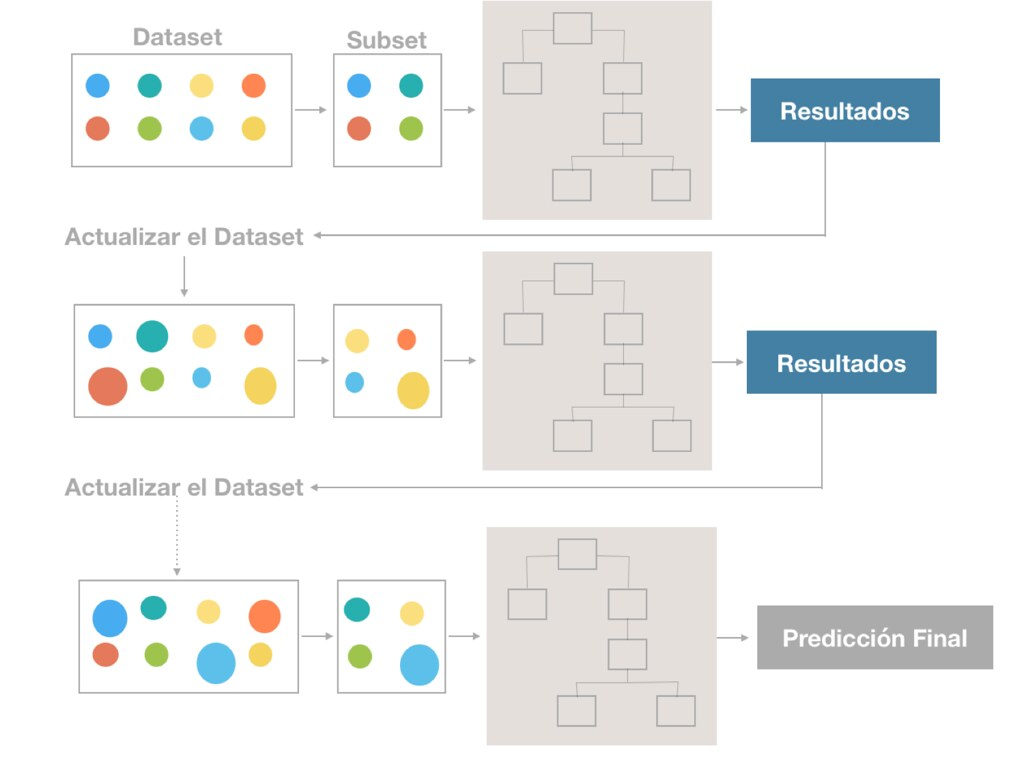 Dataset
Subset
Resultados
Actualizar el Dataset
Resultados
Actualizar el Dataset
Predicción Final